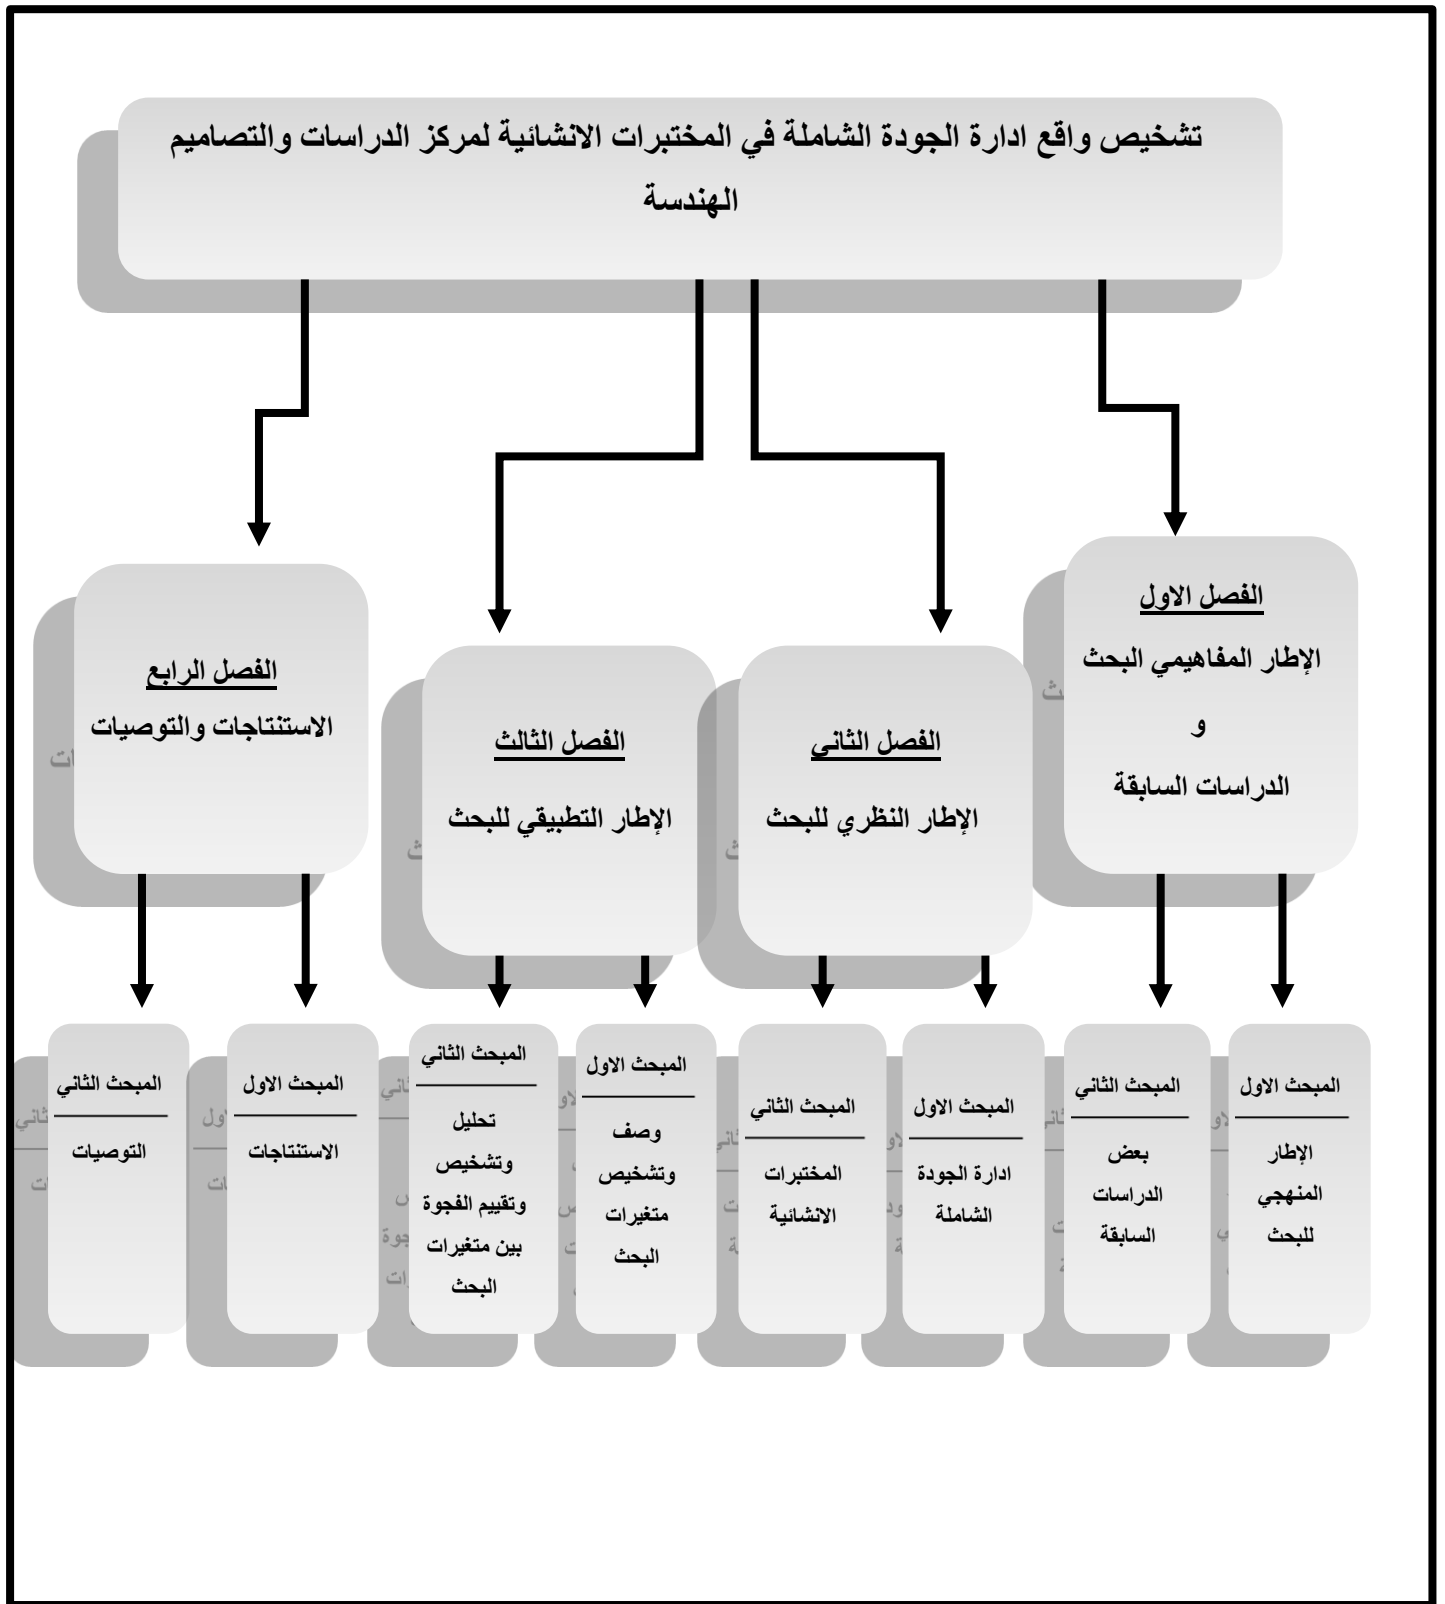 تشخيص واقع ادارة الجودة الشاملة في المختبرات الانشائية لمركز الدراسات والتصاميم
الهندسة
الفصل الاول
الإطار المفاهيمي البحث
و
الدراسات السابقة
الفصل الثاني
الإطار النظري للبحث
الفصل الثالث
الإطار التطبيقي للبحث
الفصل الرابع
الاستنتاجات والتوصيات
المبحث الاول
الإطار
المنهجي
للبحث
المبحث الثاني
بعض
الدراسات
السابقة
المبحث الاول
ادارة الجودة
الشاملة
المبحث الثاني
المختبرات
الانشائية
المبحث الاول
وصف
وتشخيص
متغيرات
البحث
المبحث الثاني
تحليل
وتشخيص
وتقييم الفجوة
بين متغيرات
البحث
المبحث الاول
الاستنتاجات
المبحث الثاني
التوصيات